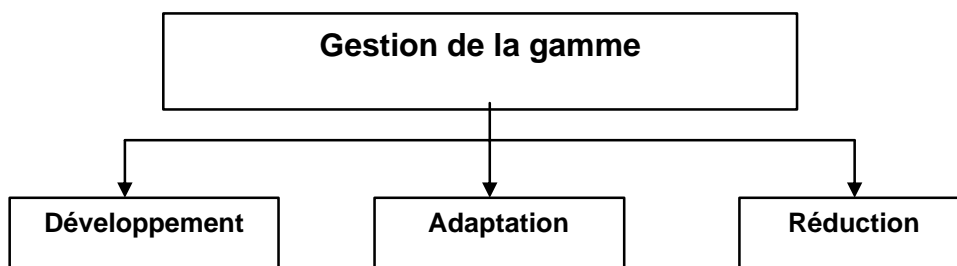 Gestion de la gamme
Développement
Adaptation
Réduction